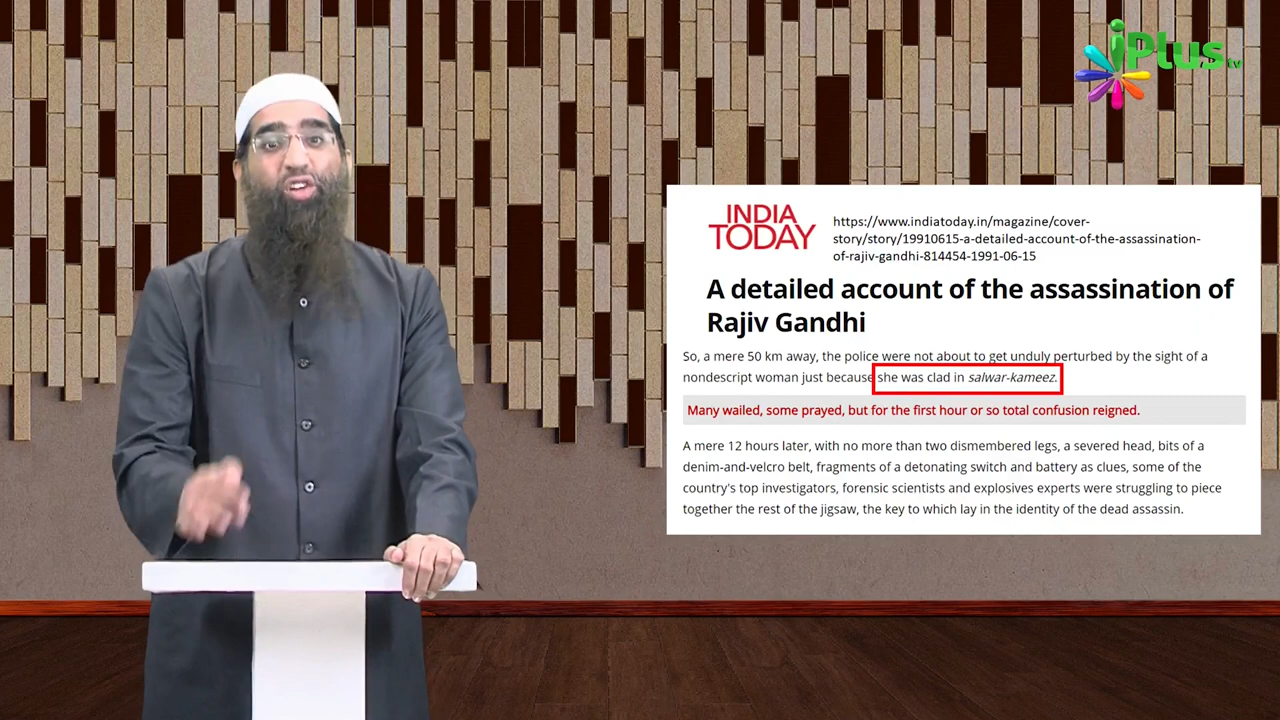 iPlus tv
INDIA
TODAY
https://www.indiatoday.in/magazine/cover-
story/story/19910615-a-detailed-account-of-the-assassination-
of-rajiv-gandhi-814454-1991-06-15
A detailed account of the assassination of
Rajiv Gandhi
So, a mere 50 km away, the police were not about to get unduly perturbed by the sight of a
nondescript woman just because she was clad in salwar-kameez.
Many wailed, some prayed, but for the first hour or so total confusion reigned.
A mere 12 hours later, with no more than two dismembered legs, a severed head, bits of a
denim-and-velcro belt, fragments of a detonating switch and battery as clues, some of the
country's top investigators, forensic scientists and explosives experts were struggling to piece
together the rest of the jigsaw, the key to which lay in the identity of the dead assassin.